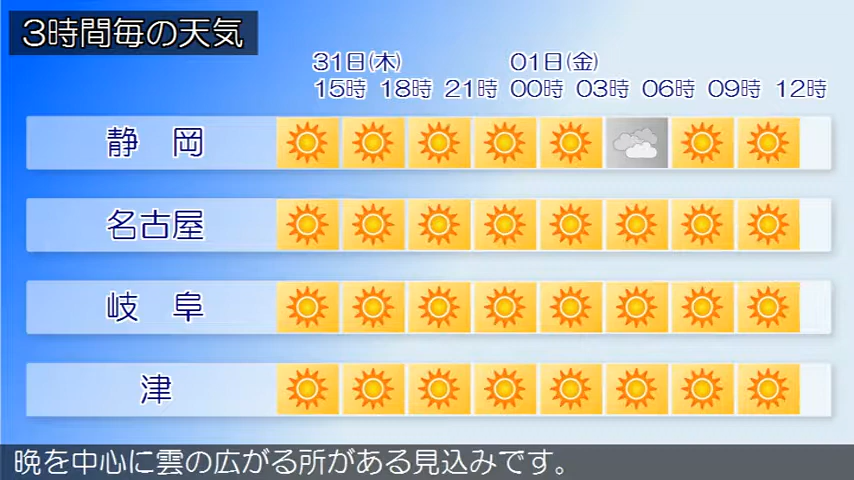 3時間毎の天気
31日(木) 01日(金)
15時 18時 21時 00時 03時 06時 09時 12時
静 岡
名古屋
岐 阜
津
晩を中心に雲の広がる所がある見込みです。